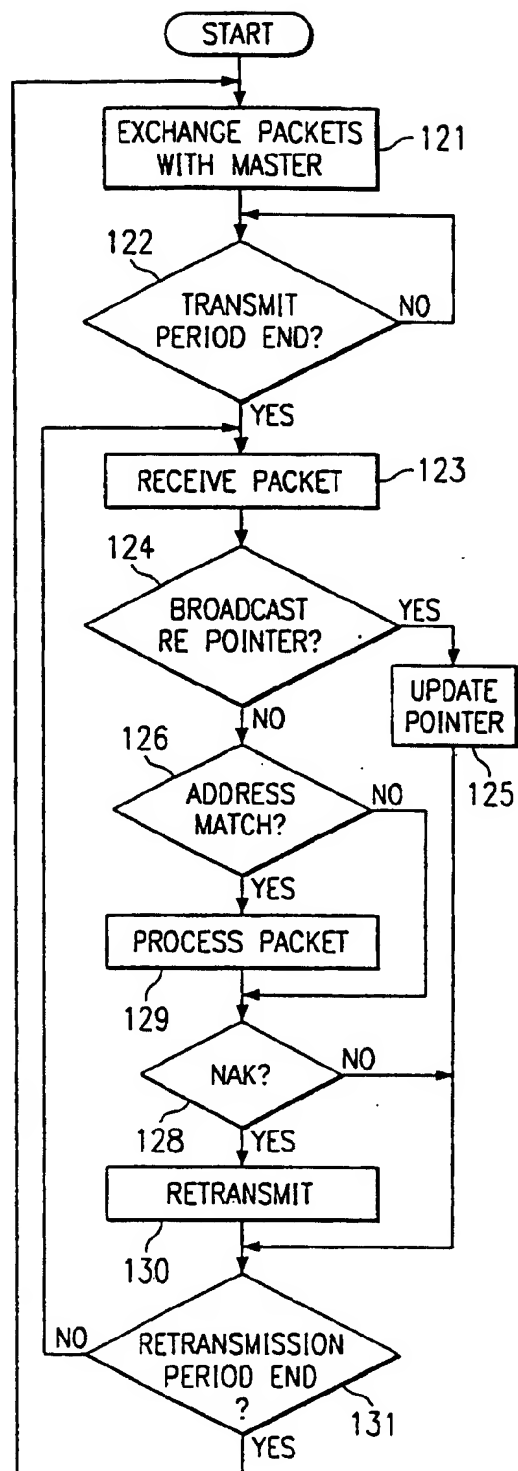 START
EXCHANGE PACKETS
WITH MASTER
121
122
TRANSMIT
PERIOD END?
NO
YES
RECEIVE PACKET
123
124
BROADCAST
RE POINTER?
YES
UPDATE
POINTER
125
NO
126
ADDRESS
MATCH?
NO
YES
PROCESS PACKET
129
NAK?
NO
128
YES
RETRANSMIT
130
NO
RETRANSMISSION
PERIOD END
?
131
YES